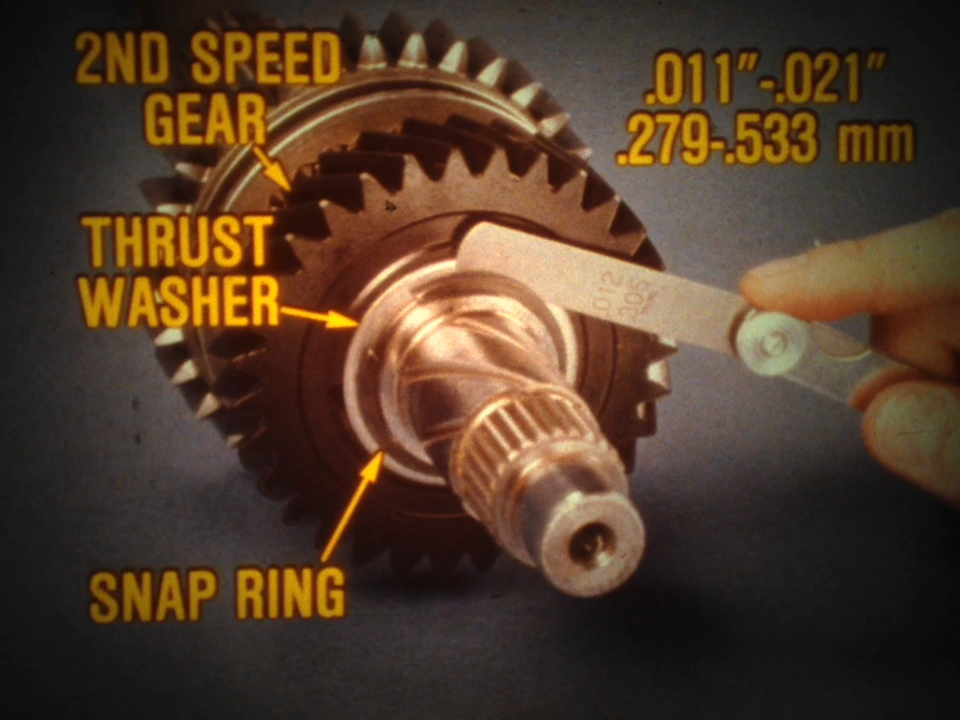 2ND SPEED
GEAR
.011"-.021"
.279-.533 mm
THRUST
WASHER
.012
.305
SNAP RING